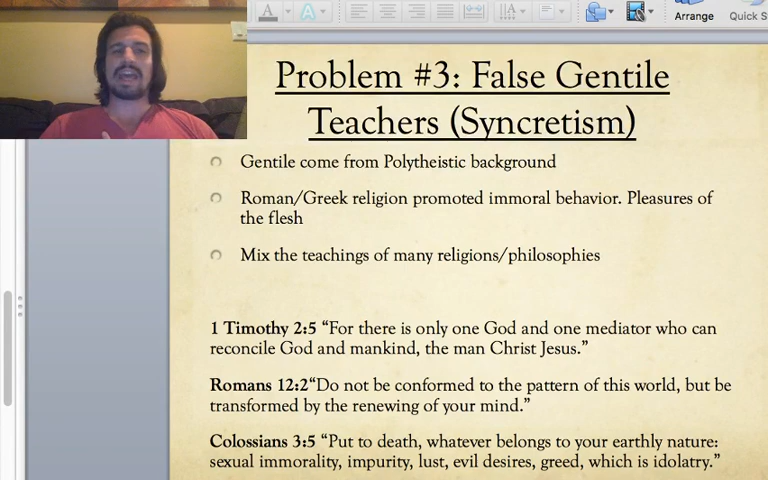 A A A
Arrange
Quick S
Problem #3: False Gentile
Teachers (Syncretism)
Gentile come from Polytheistic background
Roman/Greek religion promoted immoral behavior. Pleasures of
the flesh
Mix the teachings of many religions/philosophies
1 Timothy 2:5 “For there is only one God and one mediator who can
reconcile God and mankind, the man Christ Jesus.”
Romans 12:2“Do not be conformed to the pattern of this world, but be
transformed by the renewing of your mind.”
Colossians 3:5 “Put to death, whatever belongs to your earthly nature:
sexual immorality, impurity, lust, evil desires, greed, which is idolatry.”